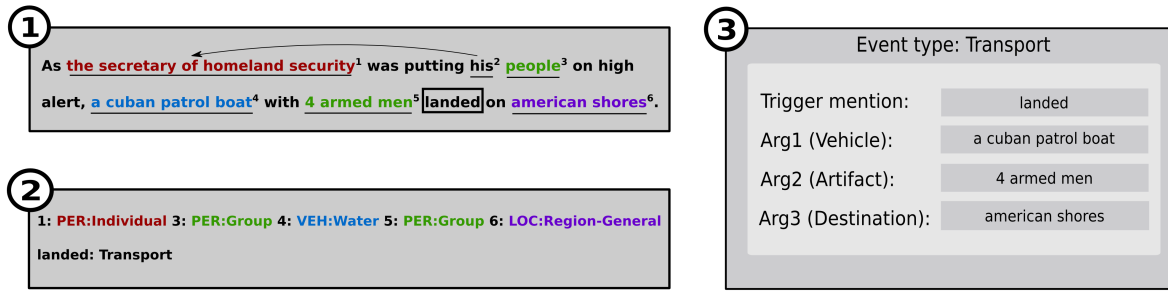 1
As the secretary of homeland security1 was putting his2 people3 on high
alert, a cuban patrol boat4 with 4 armed men5 landed on american shores6.
2
1: PER:Individual 3: PER:Group 4: VEH:Water 5: PER:Group 6: LOC:Region-General
landed: Transport
3
Event type: Transport
Trigger mention: landed
Arg1 (Vehicle): a cuban patrol boat
Arg2 (Artifact): 4 armed men
Arg3 (Destination): american shores